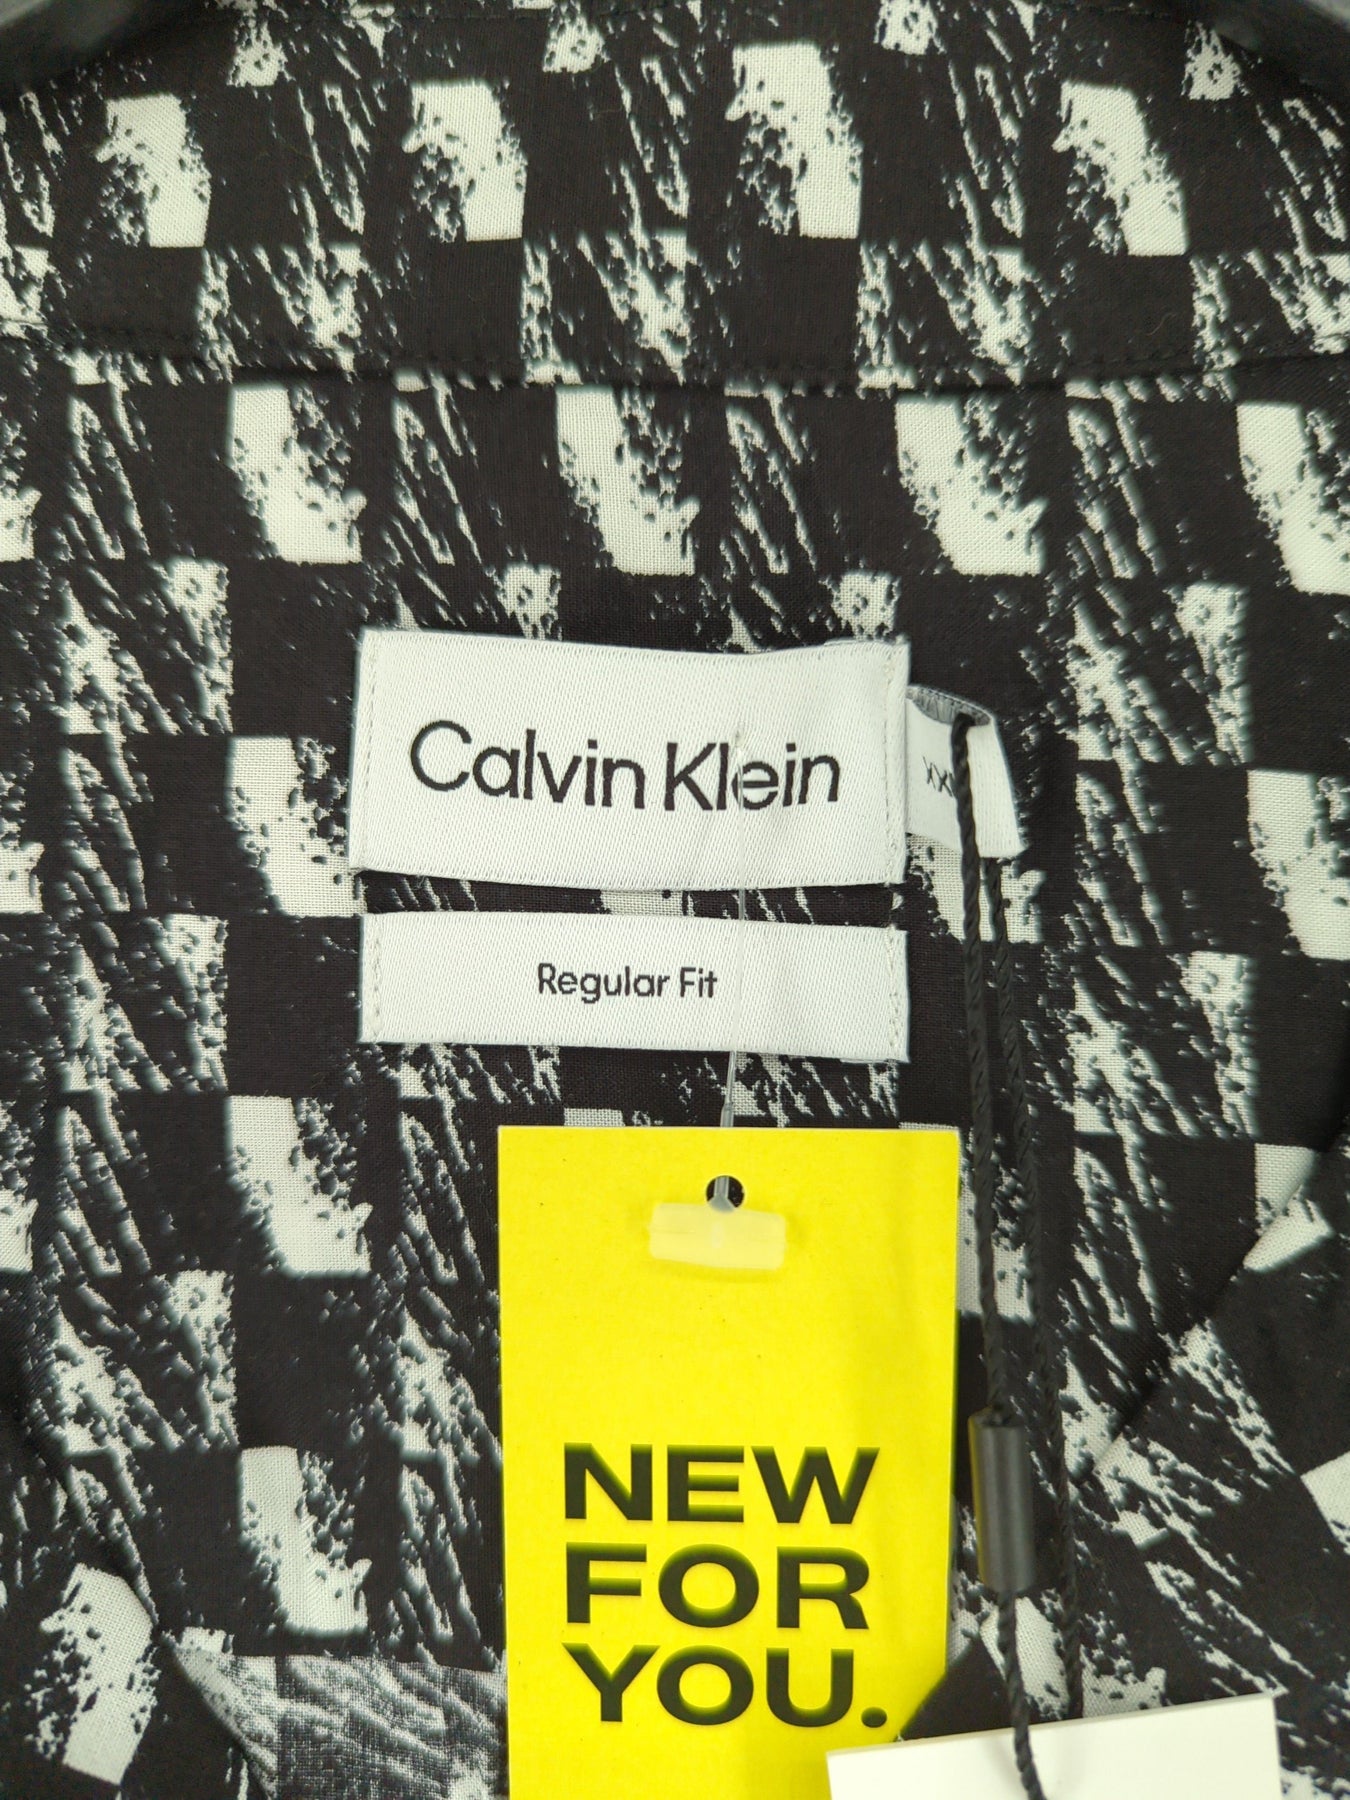 Calvin Klein
Regular Fit
NEW
FOR
YOU.